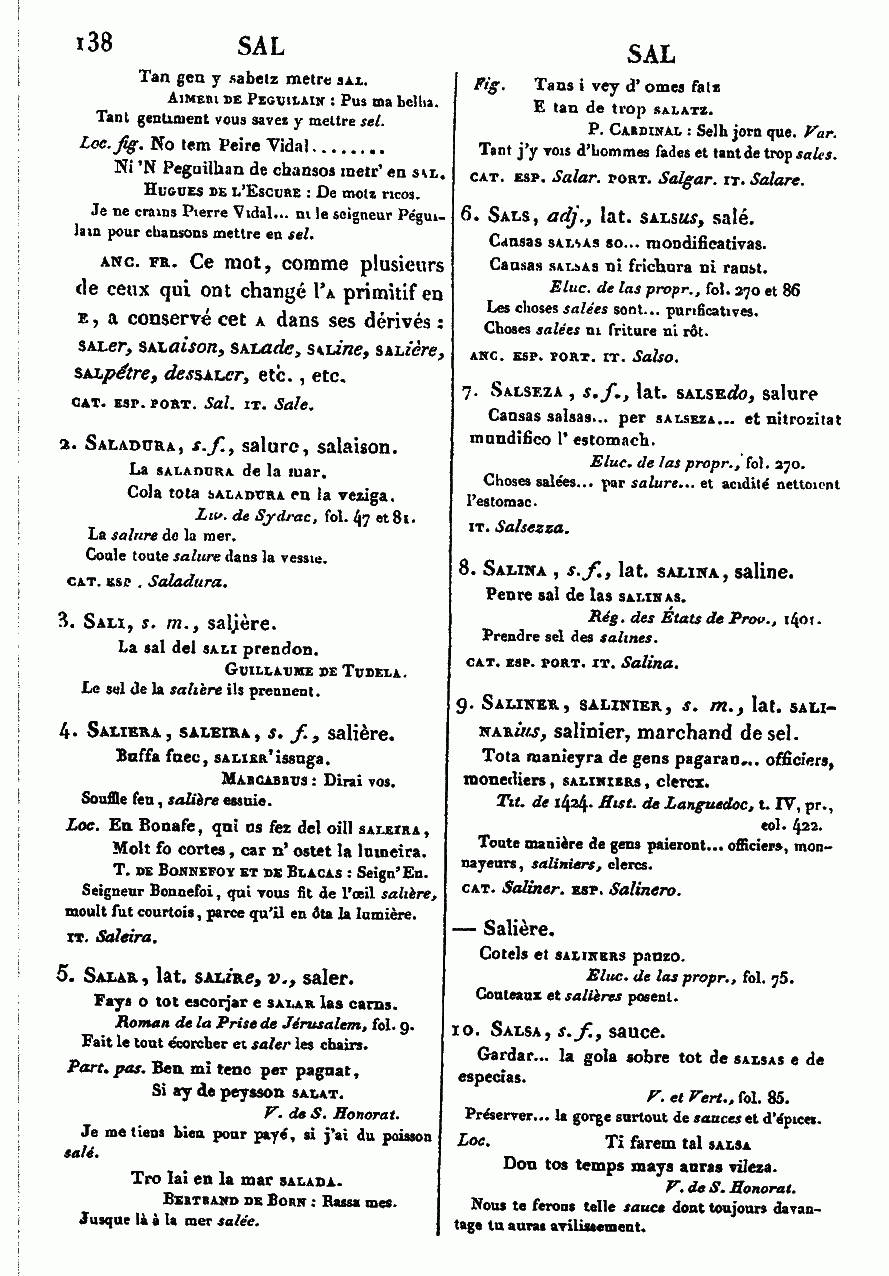 138 SAL
Tan gen y sabetz metre SAL.
AIMERI DE PEGUILAIN : Pus ma belha.
Tant gentiment vous savez y mettre sel.
Loc. fig. No tem Peire Vidal........
Ni 'N Peguilhan de chansos metr' en SAL.
HUGUES DE L'ESCURE : De motz ricos.
Je ne crains Pierre Vidal... ni le seigneur Pégui-
lain pour chansons mettre en sel.
ANC. FR. Ce mot, comme plusieurs
de ceux qui ont changé l'A primitif en
E, a conservé cet A dans ses dérivés :
SALer, SALaison, SALade, SALine, SALière,
SALpétre, desSALer, etc. , etc.
CAT. ESP. PORT. Sal. IT. Sale.
2. SALADURA, s. f., salure, salaison.
La SALADURA de la mar.
Cola tota SALADURA en la veziga.
Liv. de Sydrac, fol. 47 et 81.
La salure de la mer.
Coule toute salure dans la vessie.
CAT. ESP . Saladura.
3. SALI, s. m., salière.
La sal del SALI prendon.
GUILLAUME DE TUDELA.
Le sel de la salière ils prennent.
4. SALIERA, SALEIRA, s. f., salière.
Buffa fuec, SALIER' issuga.
MARCABRUS : Dirai vos.
Souffle feu, salière essuie.
Loc. En Bonafe, qui us fez del oill SALEIRA,
Molt fo cortes, car n' ostet la lumeira.
T. DE BONNEFOY ET DE BLACAS : Seign' En.
Seigneur Bonnefoi, qui vous fit de l'œil salière,
moult fut courtois, parce qu'il en ôta la lumière.
IT. Saleira.
5. SALAR, lat. SALIRe, v., saler.
Fays o tot escorjar e SALAR las carns.
Roman de la Prise de Jérusalem, fol. 9.
Fait le tout écorcher et saler les chairs.
Part. pas. Ben mi tenc per pagnat,
Si ay de peysson SALAT.
V. de S. Honorat.
Je me tiens bien pour payé, si j'ai du poisson
salé.
Tro lai en la mar SALADA.
BERTRAND DE BORN : Rassa mes.
Jusque là à la mer salée.
SAL
Fig. Tans i vey d' omes fatz
E tan de trop SALATZ.
P. CARDINAL : Selh jorn que. Var.
Tant j'y vois d'hommes fades et tant de trop salés.
CAT. ESP. Salar. PORT. Salgar. IT. Salare.
6. SALS, adj., lat. SALSUS, salé.
Causas SALSAS so... mondificativas.
Causas SALSAS ni frichura ni raust.
Eluc. de las propr., fol. 270 et 86
Les choses salées sont... purificatives.
Choses salées ni friture ni rôt.
ANC. ESP. PORT. IT. Salso.
7. SALSEZA , s. f., lat. SALSEdo, salure
Causas salsas... per SALSEZA... et nitrozitat
mundifico l' estomach.
Eluc. de las propr., fol. 270.
Choses salées... par salure... et acidité nettoient
l'estomac.
IT. Salsezza.
8. SALINA , s. f., lat. SALINA, saline.
Penre sal de las SALINAS.
Rég. des États de Prov., 1401.
Prendre sel des salines.
CAT. ESP. PORT. IT. Salina.
9. SALINER, SALINIER, s. m., lat. SALI-
NARius, salinier, marchand de sel.
Tota manieyra de gens pagaran... officiers,
monediers, SALINIERS, clercx.
Tit. de 1424. Hist. de Languedoc, t. IV, pr.,
col. 422.
Toute manière de gens paieront... officiers, mon-
nayeurs, saliniers, clercs.
CAT. Saliner. ESP. Salinero.
— Salière.
Cotels et SALINERS pauzo.
Eluc. de las propr., fol. 75.
Couteaux et salières posent.
10. SALSA, s. f., sauce.
Gardar... la gola sobre tot de SALSAS e de
especias.
V. et Vert., fol. 85.
Préserver... la gorge surtout de sauces et d'épices.
Loc. Ti farem tal SALSA
Don tos temps mays auras vileza.
V. de S. Honorat.
Nous te ferons telle sauce dont toujours davan-
tage tu auras avilissement.